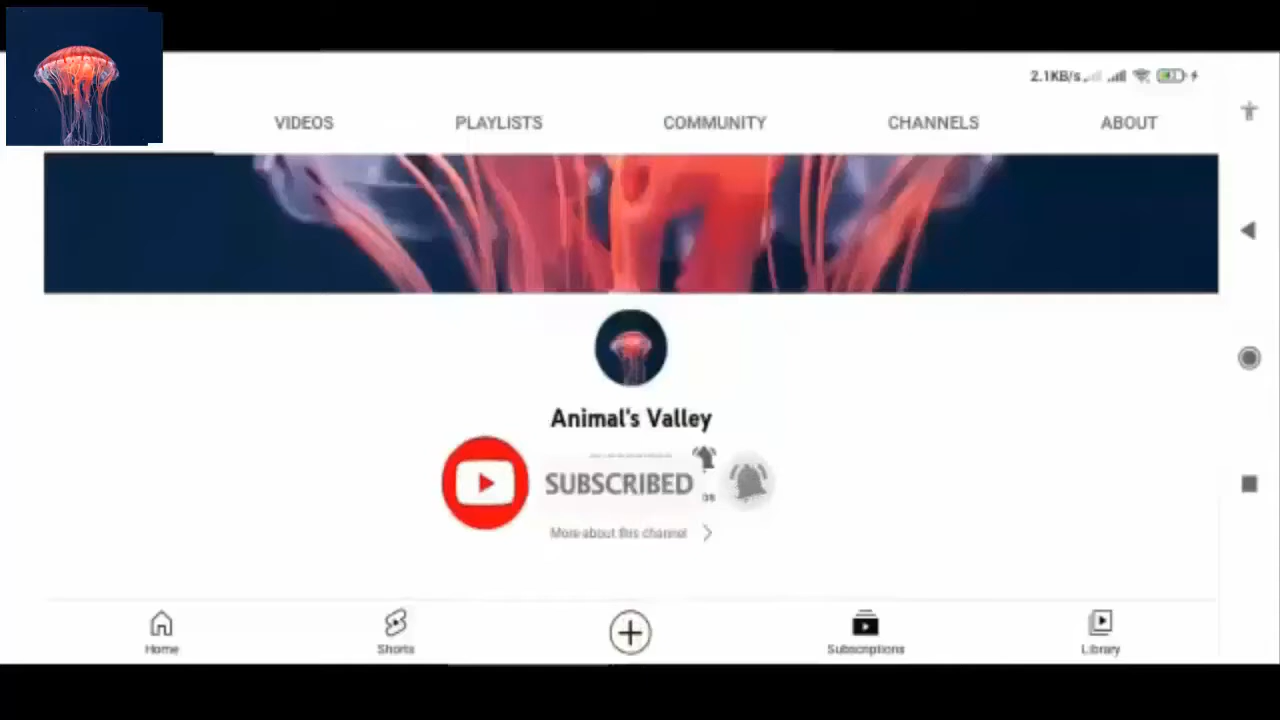 2.1KB/s
VIDEOS PLAYLISTS COMMUNITY CHANNELS ABOUT
Animal's Valley
SUBSCRIBED
More about this channel
Home Shorts Subscriptions Library